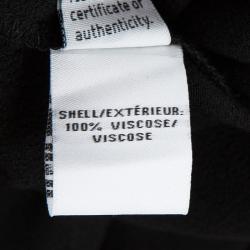 certificate of
authenticity.
SHELL/EXTÉRIEUR:
100% VISCOSE/
VISCOSE